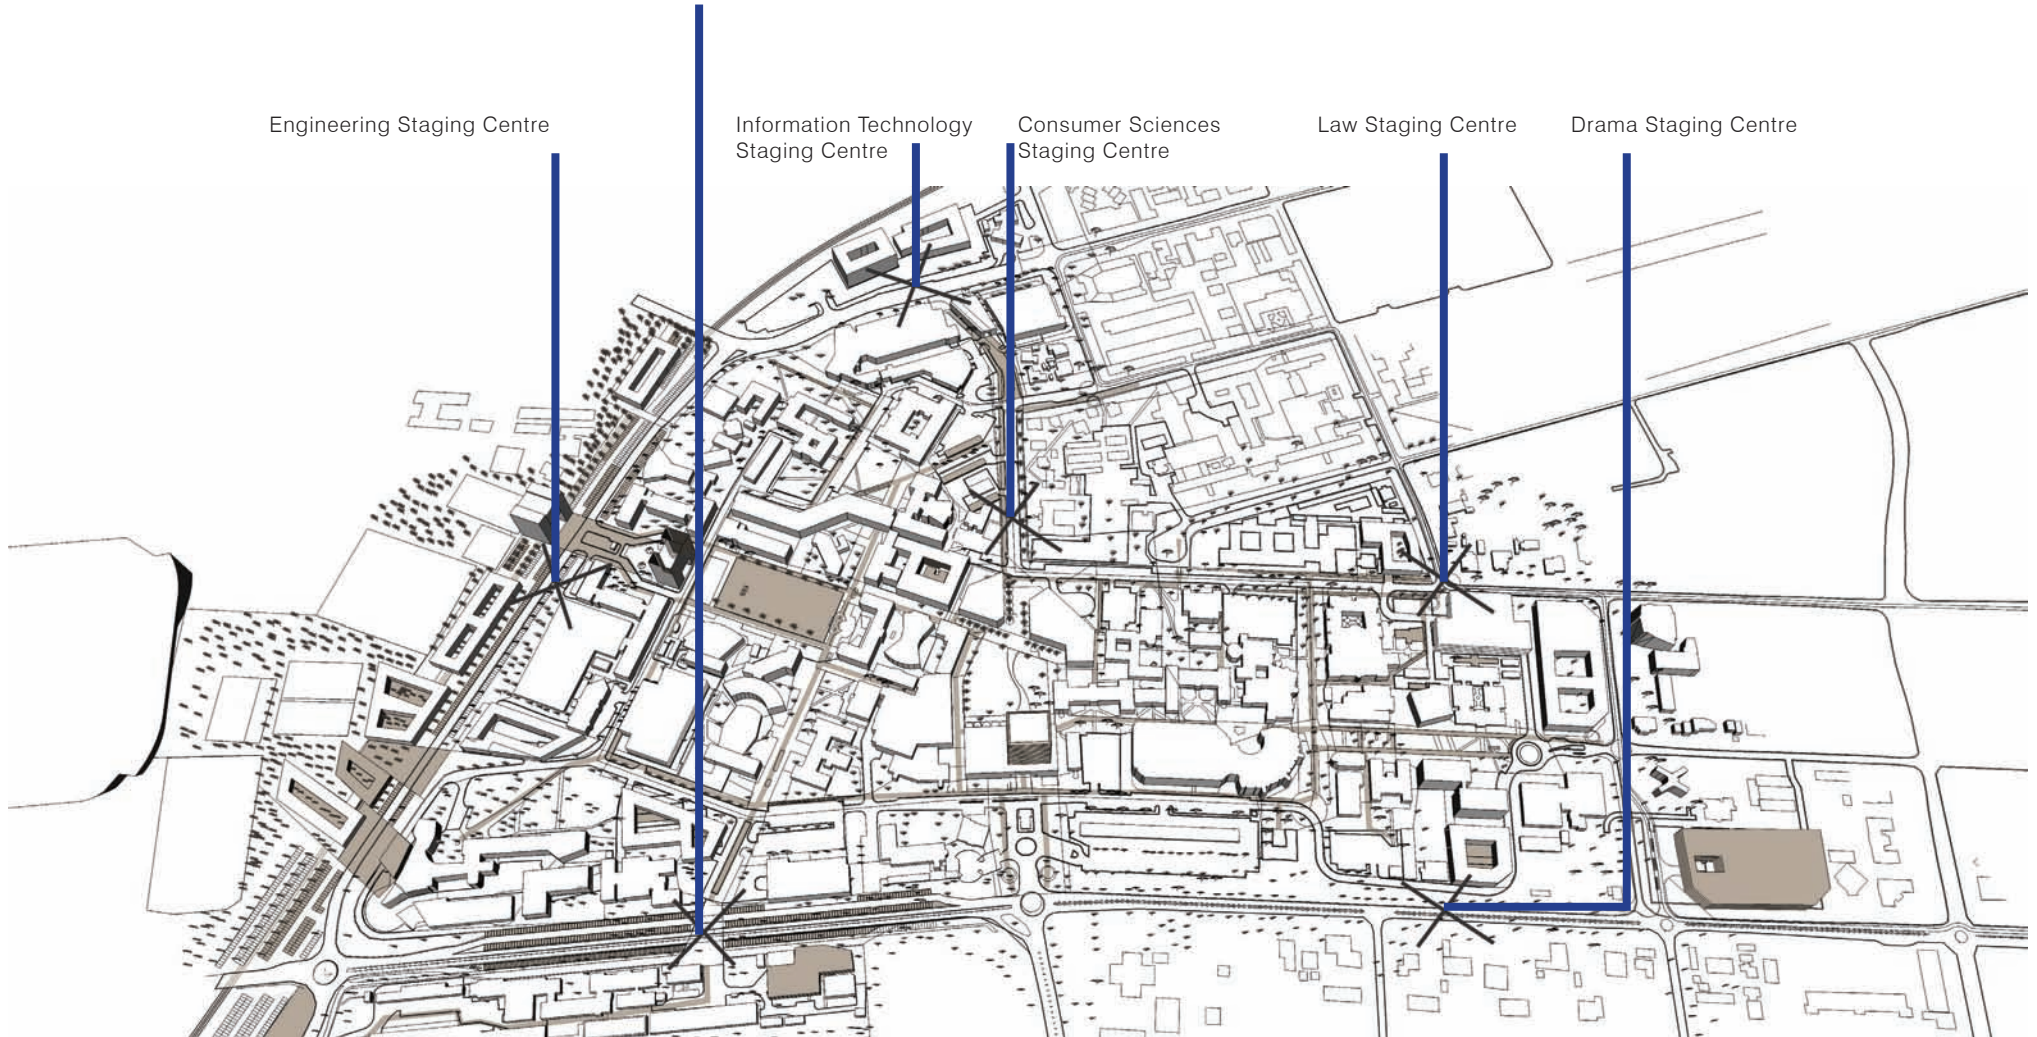 Engineering Staging Centre
Information Technology
Staging Centre
Consumer Sciences
Staging Centre
Law Staging Centre
Drama Staging Centre